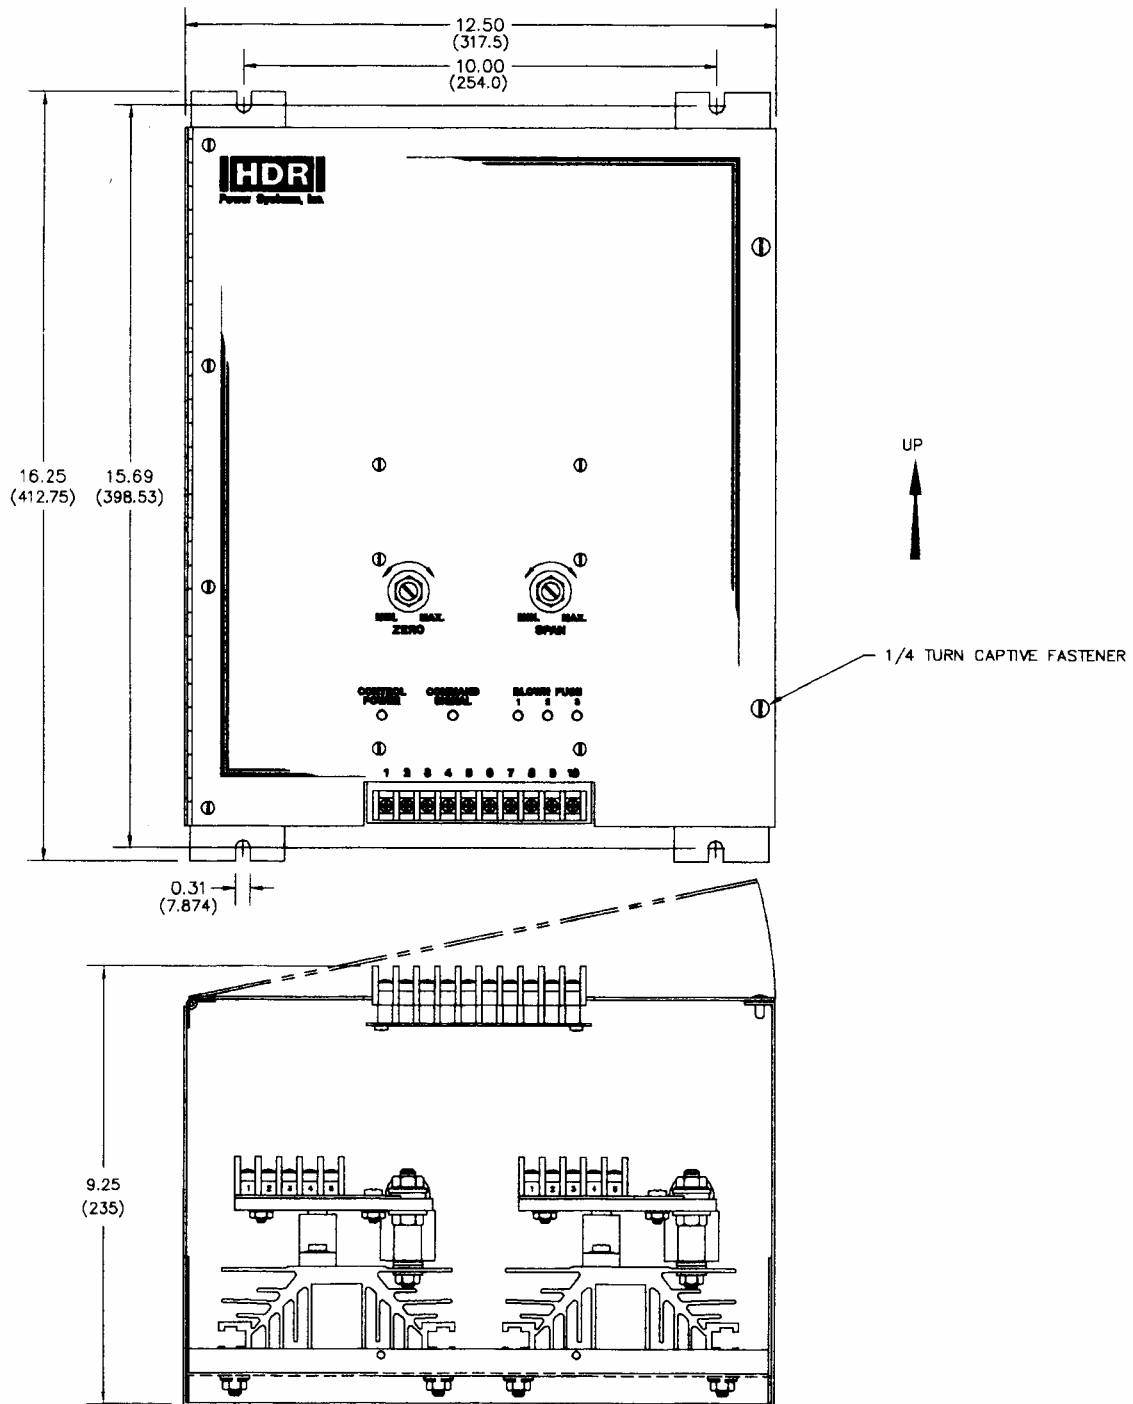 12.50
(317.5)
10.00
(254.0)
HDR
Power Systems, Inc.
16.25
(412.75)
15.69
(398.53)
UP
MIN. MAX.
ZERO
MIN. MAX.
SPAN
1/4 TURN CAPTIVE FASTENER
CONTROL
POWER
COMMAND
SIGNAL
BLOWN FUSE
1 2 3
1 2 3 4 5 6 7 8 9 10
0.31
(7.874)
9.25
(235)
1 2 3 4 5
1 2 3 4 5